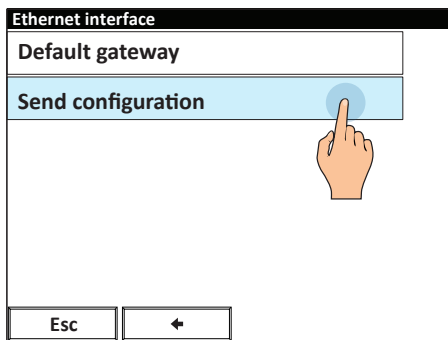 Ethernet interface
Default gateway
Send configuration
Esc